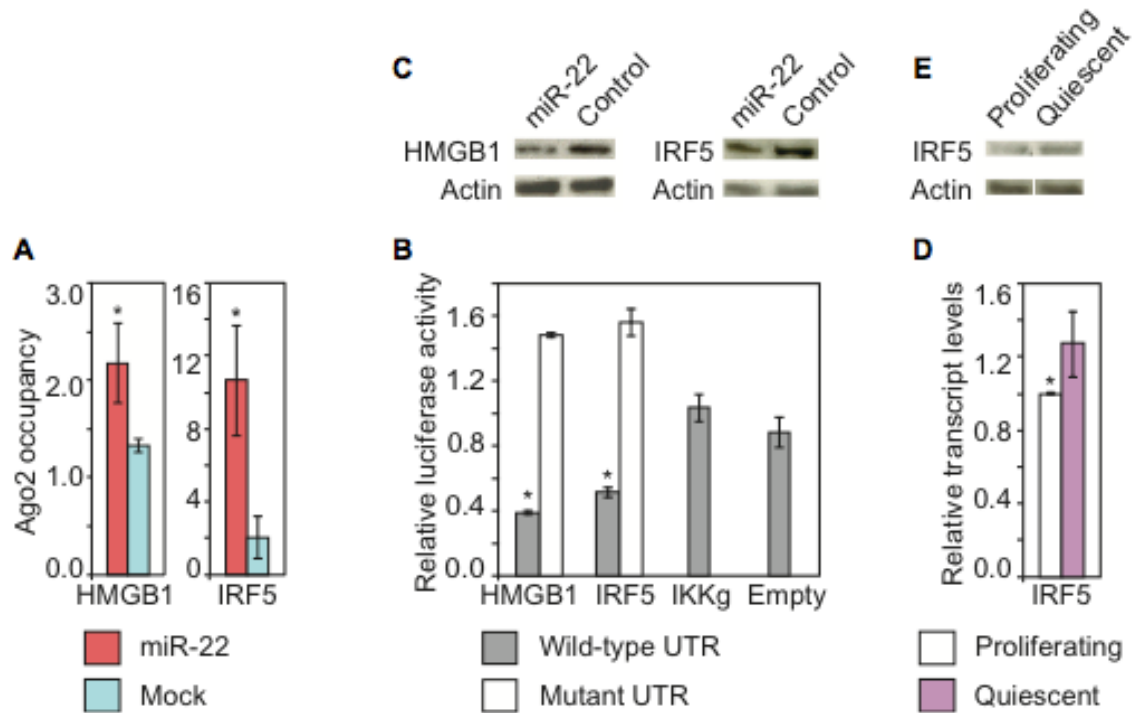 C
miR-22
Control
miR-22
Control
E
Proliferating
Quiescent
HMGB1
IRF5
IRF5
Actin
Actin
Actin
A
B
D
Ago2 occupancy
3.0
2.0
1.0
0.0
*
HMGB1
16
12
8
4
0
*
IRF5
Relative luciferase activity
1.6
1.2
0.8
0.4
0.0
*
*
HMGB1 IRF5 IKKg Empty
Relative transcript levels
1.6
1.2
0.8
0.4
0.0
*
IRF5
miR-22
Mock
Wild-type UTR
Mutant UTR
Proliferating
Quiescent